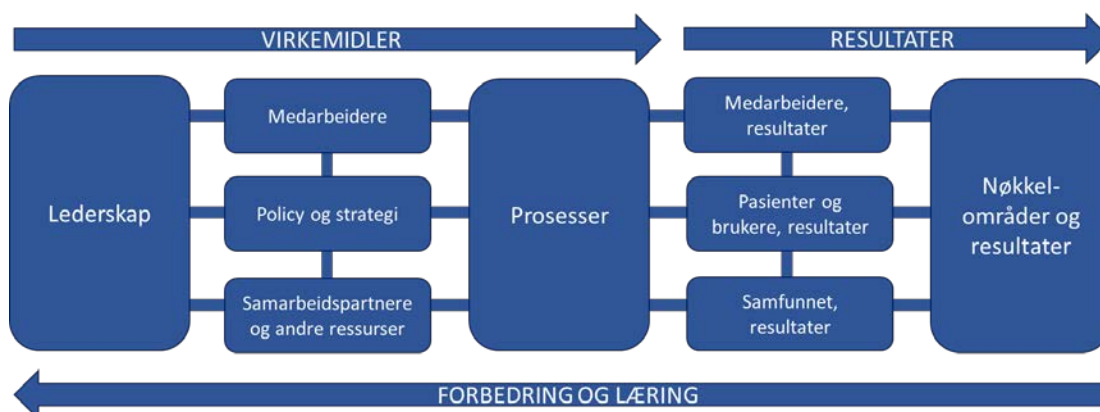 VIRKEMIDLER
RESULTATER
Lederskap
Medarbeidere
Policy og strategi
Samarbeidspartnere
og andre ressurser
Prosesser
Medarbeidere,
resultater
Pasienter og
brukere, resultater
Samfunnet,
resultater
Nøkkel-
områder og
resultater
FORBEDRING OG LÆRING